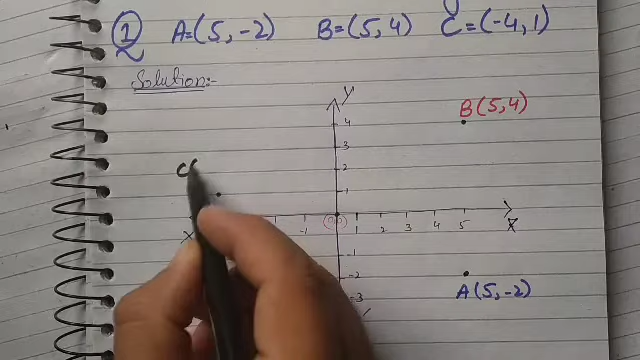 ① A=(5,-2) B=(5,4) C=(-4,1)
Solution:-
y
B(5,4)
4
3
2
C(
1
(0,0)
-1 1 2 3 4 5 x
x
-1
-2
A(5,-2)
-3